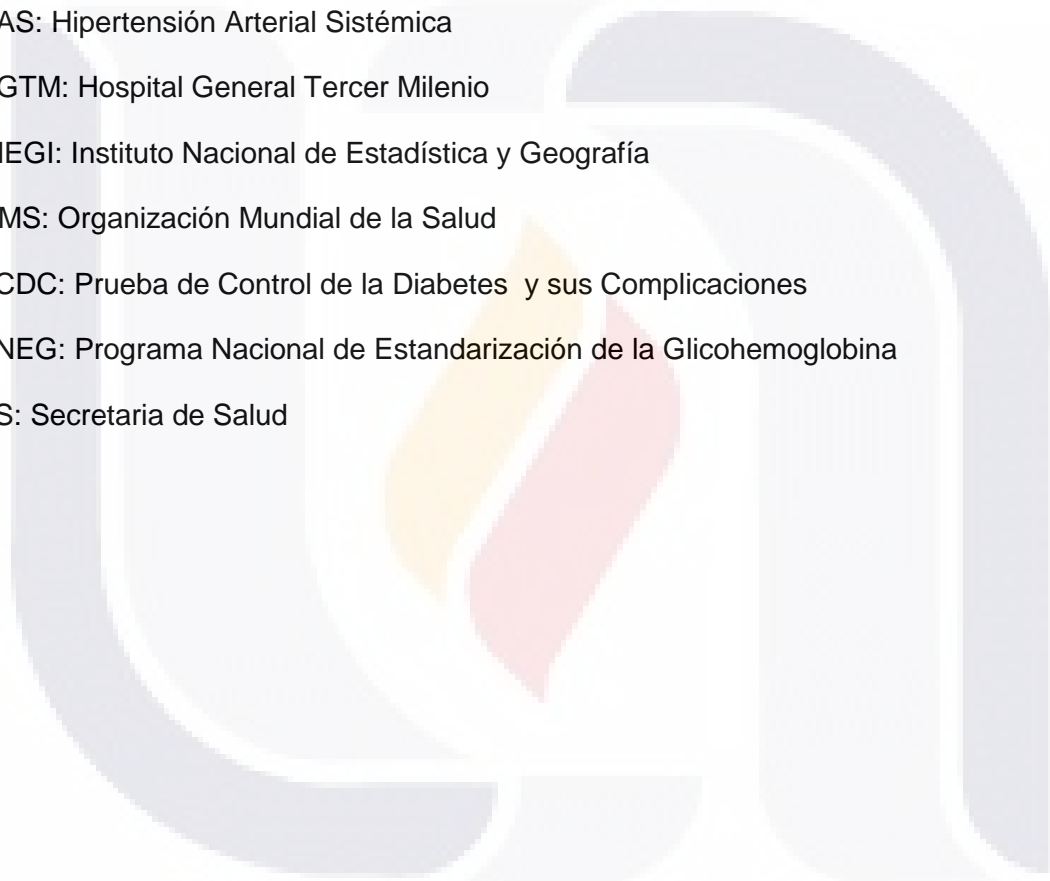 AS: Hipertensión Arterial Sistémica
GTM: Hospital General Tercer Milenio
IEGI: Instituto Nacional de Estadística y Geografía
MS: Organización Mundial de la Salud
CDC: Prueba de Control de la Diabetes y sus Complicaciones
NEG: Programa Nacional de Estandarización de la Glicohemoglobina
S: Secretaria de Salud